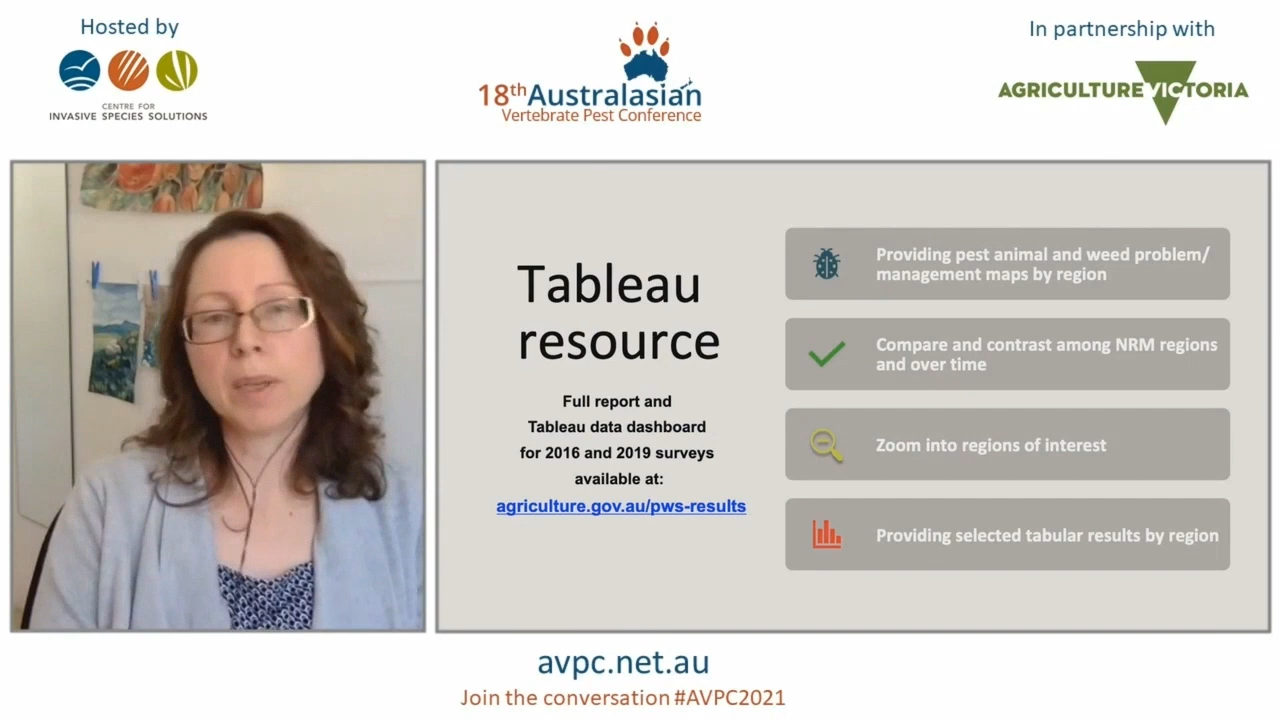 Hosted by
CENTRE FOR
INVASIVE SPECIES SOLUTIONS
18th Australasian
Vertebrate Pest Conference
In partnership with
AGRICULTURE VICTORIA
Tableau
resource
Full report and
Tableau data dashboard
for 2016 and 2019 surveys
available at:
agriculture.gov.au/pws-results
Providing pest animal and weed problem/
management maps by region
Compare and contrast among NRM regions
and over time
Zoom into regions of interest
Providing selected tabular results by region
avpc.net.au
Join the conversation #AVPC2021